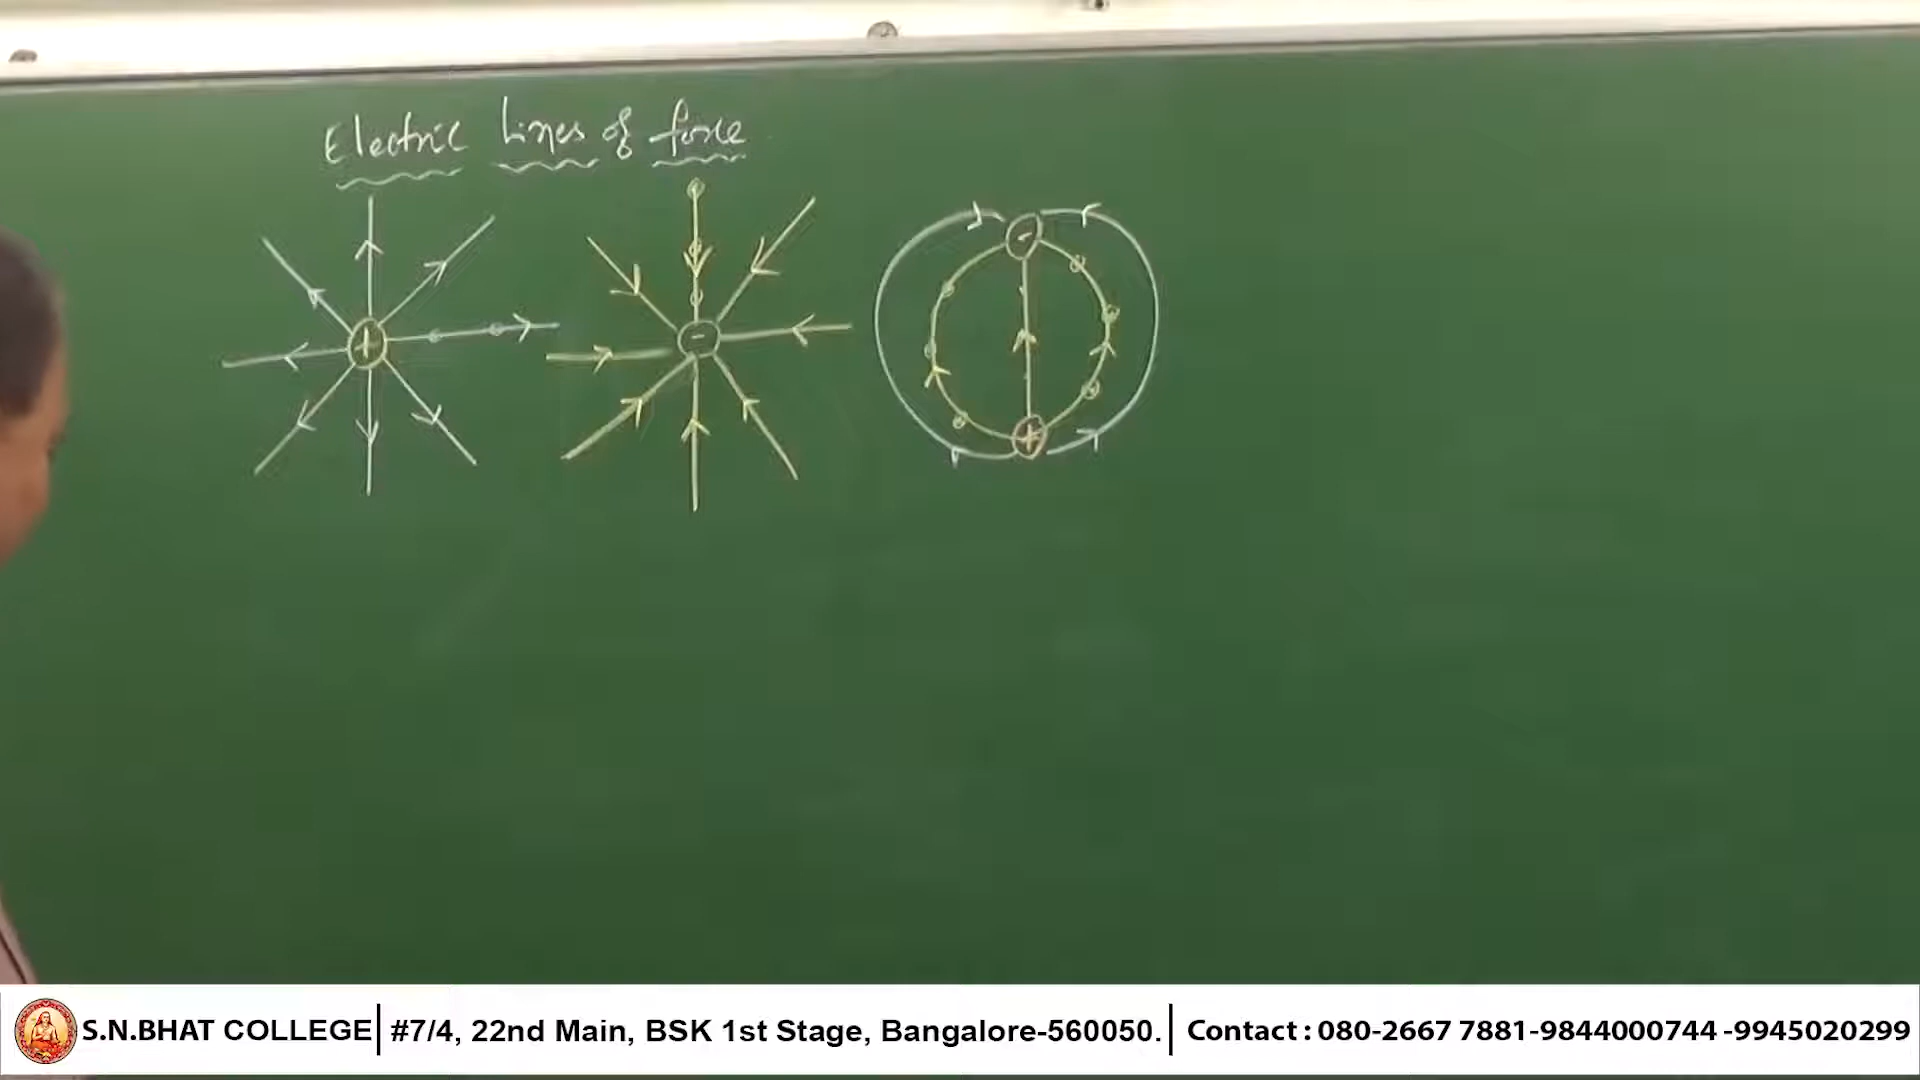 Electric Lines of force
+
-
-
+
S.N.BHAT COLLEGE #7/4, 22nd Main, BSK 1st Stage, Bangalore-560050. Contact : 080-2667 7881-9844000744 -9945020299